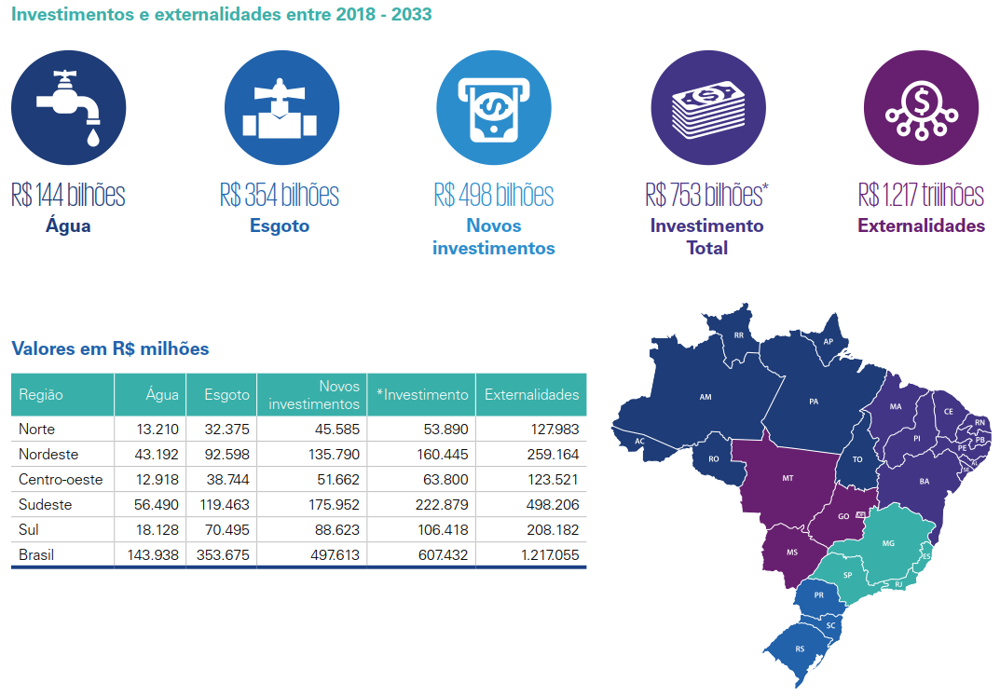 Investimentos e externalidades entre 2018 - 2033
R$ 144 bilhões
Água
R$ 354 bilhões
Esgoto
R$ 498 bilhões
Novos
investimentos
R$ 753 bilhões*
Investimento
Total
R$ 1.217 triilhões
Externalidades
Valores em R$ milhões
Região Água Esgoto Novos investimentos *Investimento Externalidades
Norte 13.210 32.375 45.585 53.890 127.983
Nordeste 43.192 92.598 135.790 160.445 259.164
Centro-oeste 12.918 38.744 51.662 63.800 123.521
Sudeste 56.490 119.463 175.952 222.879 498.206
Sul 18.128 70.495 88.623 106.418 208.182
Brasil 143.938 353.675 497.613 607.432 1.217.055
RR
AP
AM
PA
MA
CE
RN
PB
PE
AL
SE
PI
AC
RO
TO
BA
MT
GO
DF
MG
ES
MS
SP
RJ
PR
SC
RS